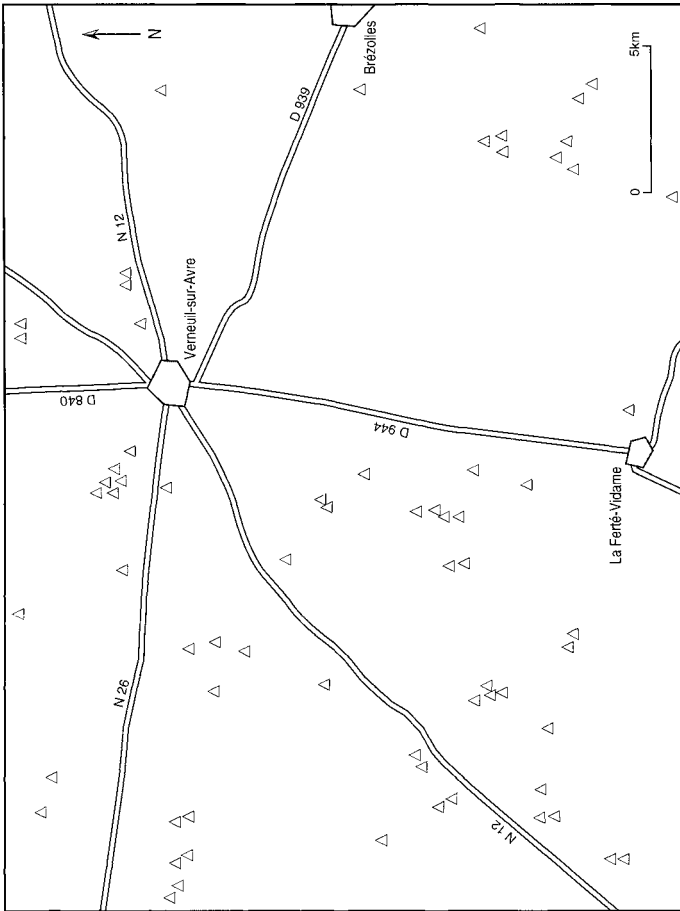 N
N 12
D 840
N 26
Verneuil-sur-Avre
D 939
Brézolles
D 944
N 12
La Ferté-Vidame
0 5km